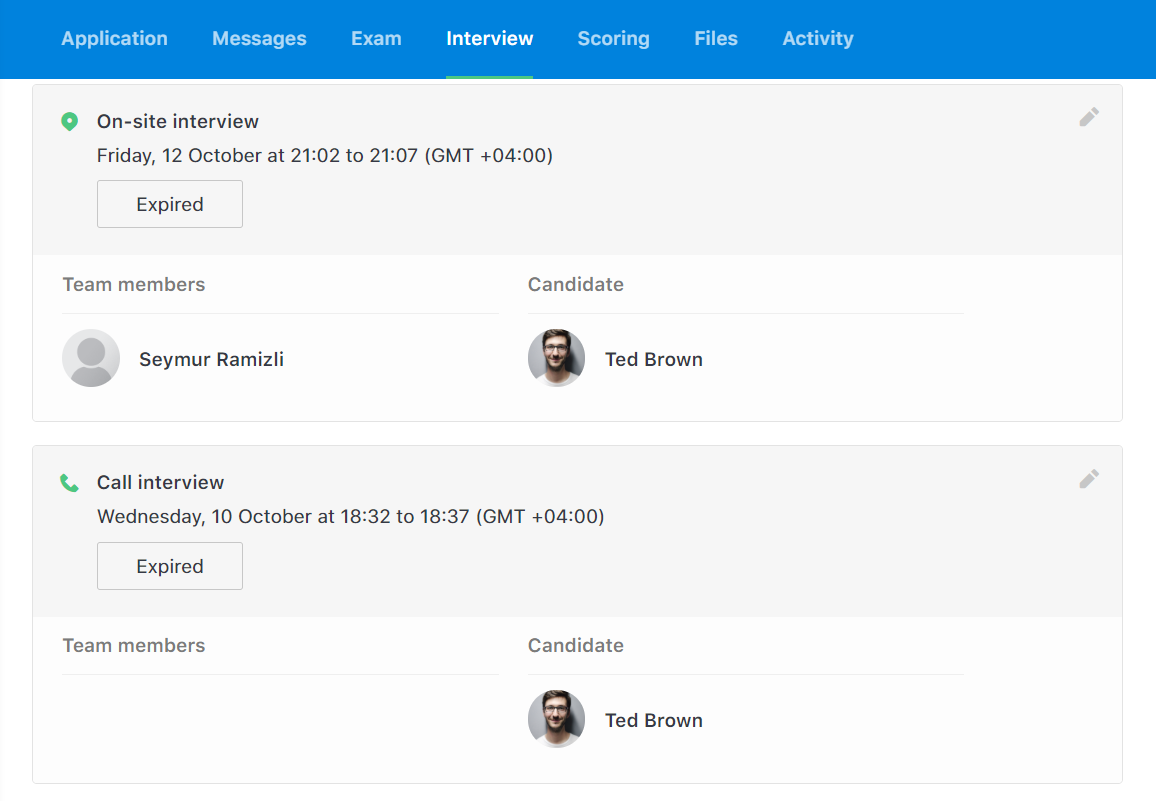 Application Messages Exam Interview Scoring Files Activity
On-site interview
Friday, 12 October at 21:02 to 21:07 (GMT +04:00)
Expired
Team members Candidate
Seymur Ramizli Ted Brown
Call interview
Wednesday, 10 October at 18:32 to 18:37 (GMT +04:00)
Expired
Team members Candidate
Ted Brown